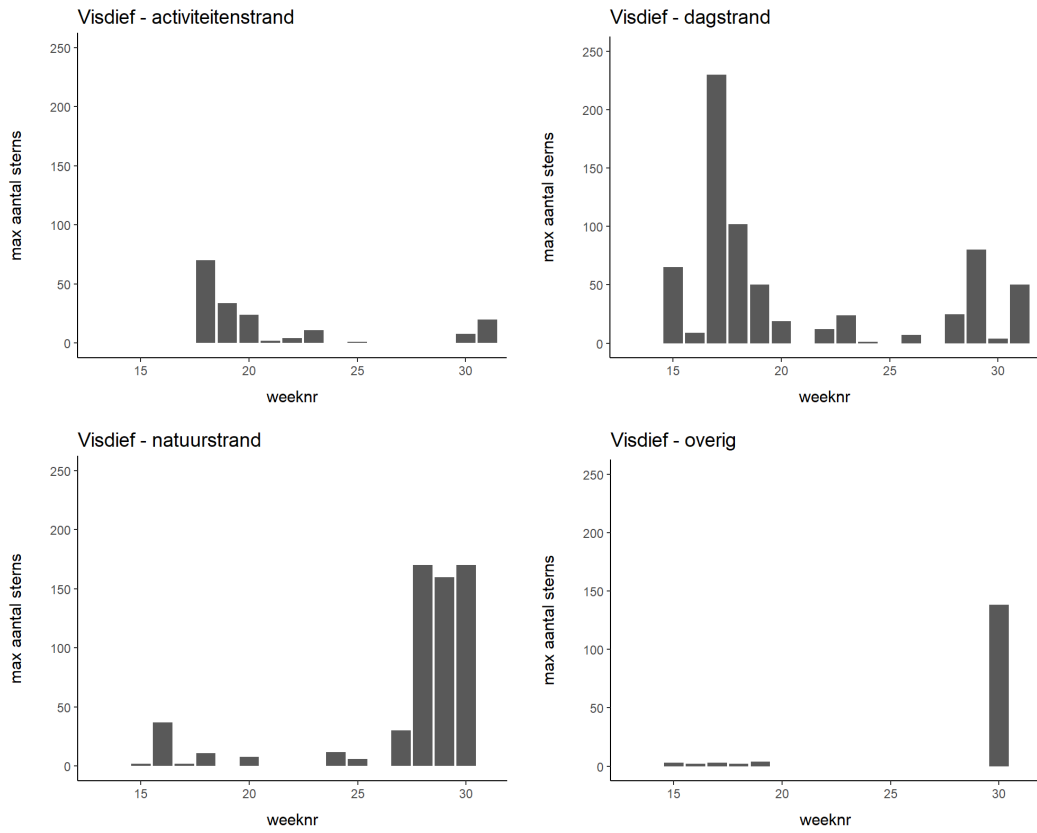 Visdief - activiteitenstrand
max aantal sterns
250
200
150
100
50
0
15 20 25 30
weeknr
Visdief - dagstrand
max aantal sterns
250
200
150
100
50
0
15 20 25 30
weeknr
Visdief - natuurstrand
max aantal sterns
250
200
150
100
50
0
15 20 25 30
weeknr
Visdief - overig
max aantal sterns
250
200
150
100
50
0
15 20 25 30
weeknr